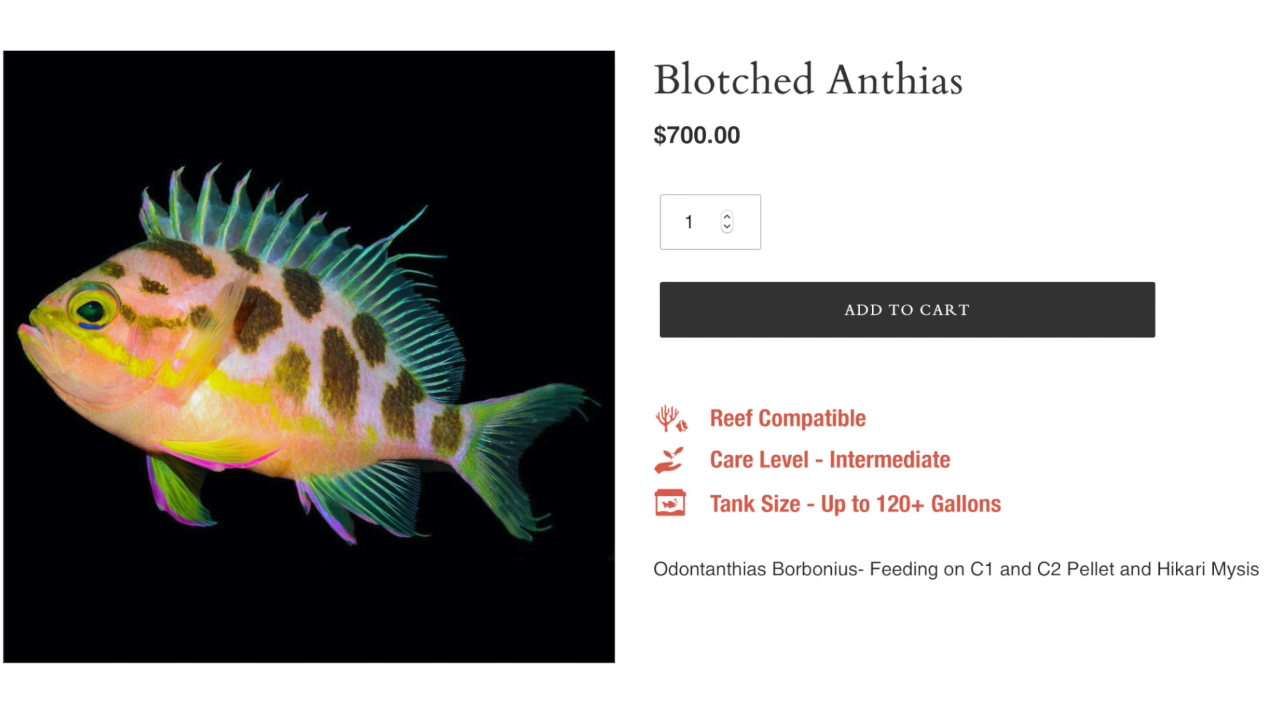 Blotched Anthias
$700.00
1
ADD TO CART
Reef Compatible
Care Level - Intermediate
Tank Size - Up to 120+ Gallons
Odontanthias Borbonius- Feeding on C1 and C2 Pellet and Hikari Mysis